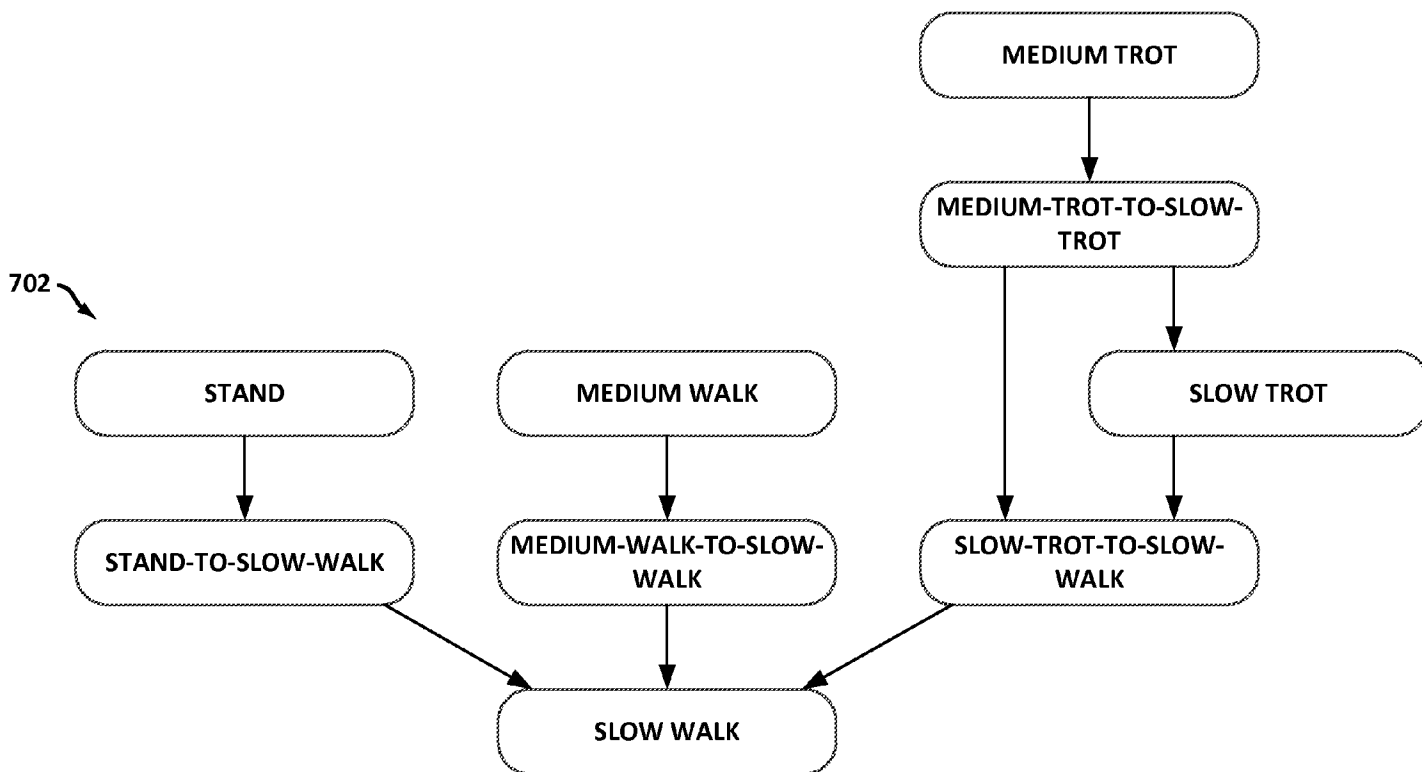 MEDIUM TROT
MEDIUM-TROT-TO-SLOW-
TROT
702
STAND
MEDIUM WALK
SLOW TROT
STAND-TO-SLOW-WALK
MEDIUM-WALK-TO-SLOW-
WALK
SLOW-TROT-TO-SLOW-
WALK
SLOW WALK